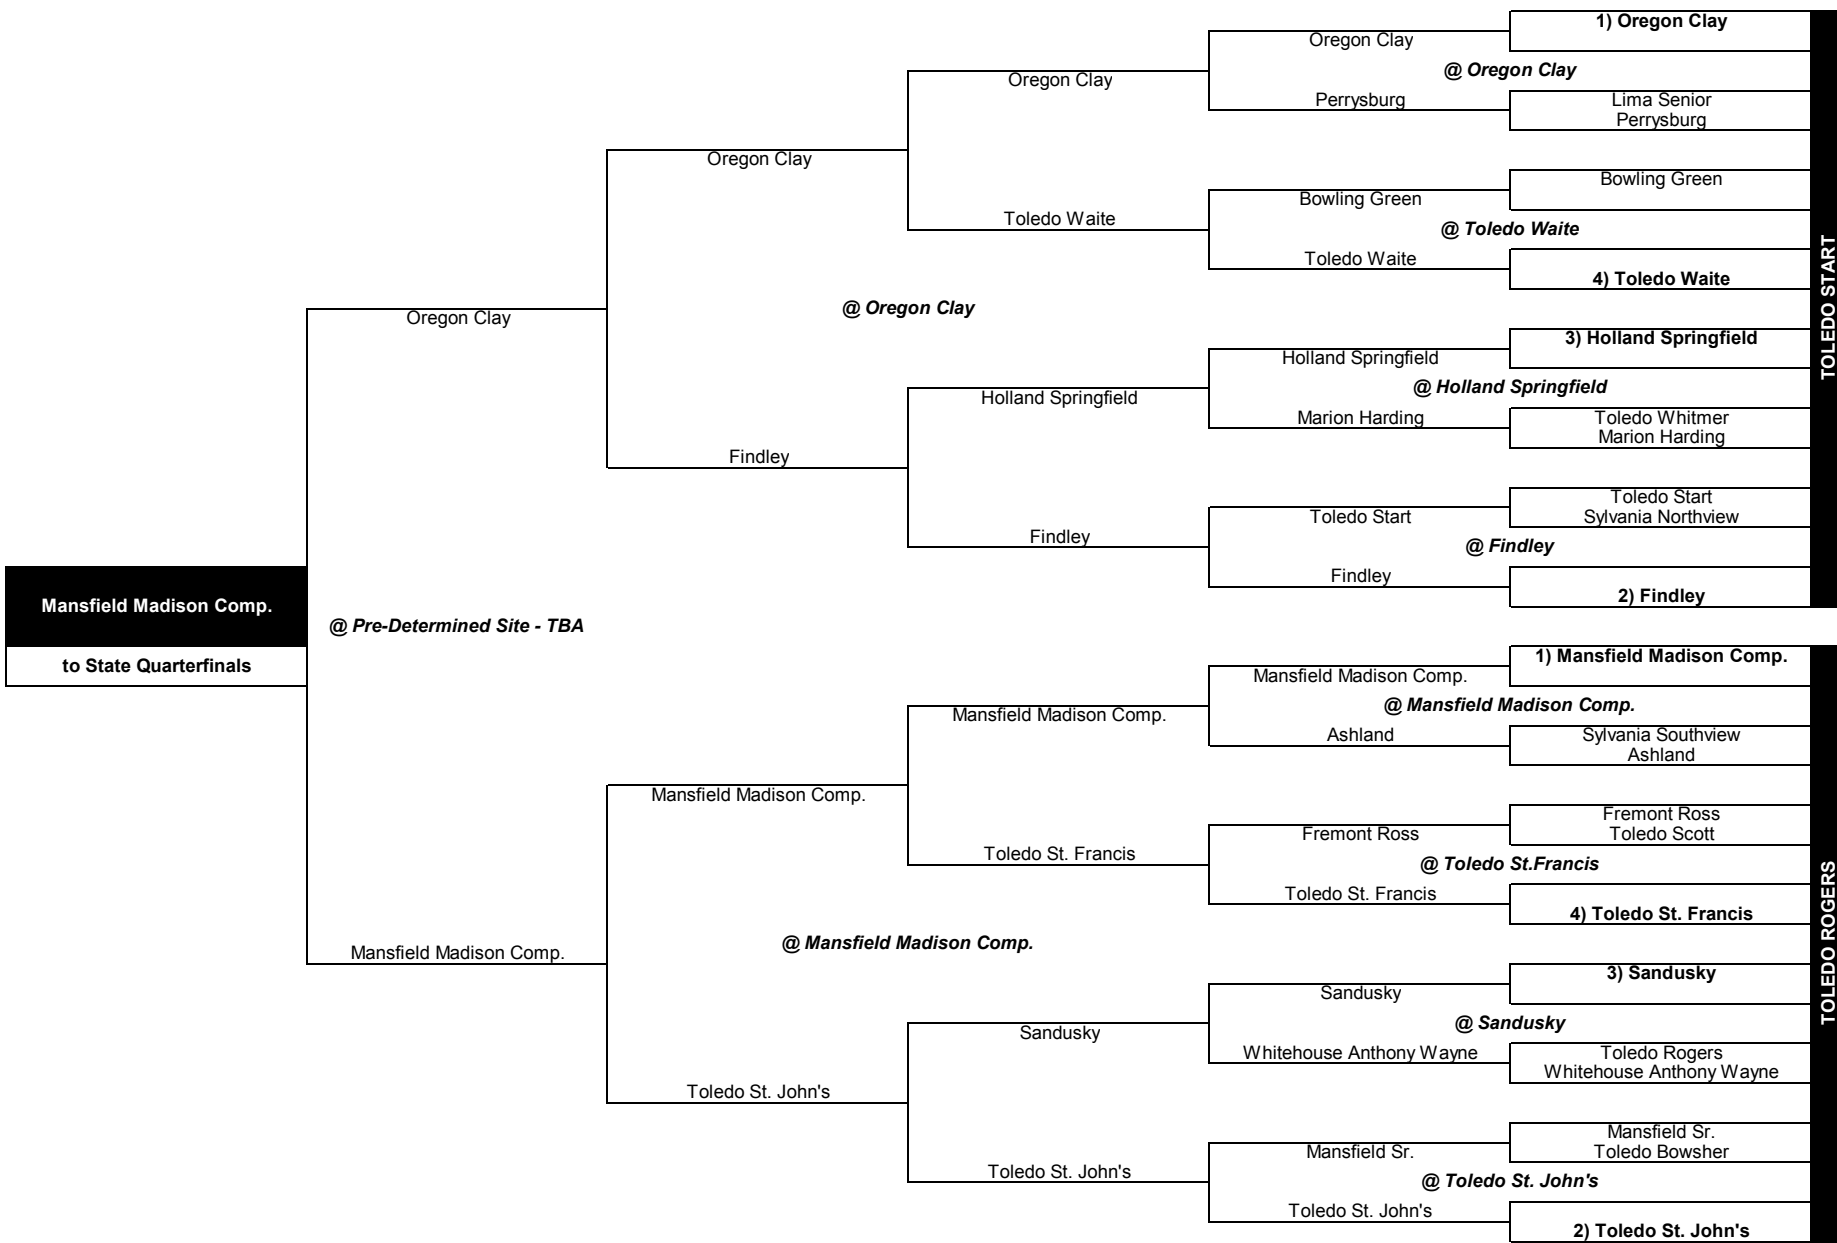 1) Oregon Clay
Oregon Clay
@ Oregon Clay
Oregon Clay
Perrysburg
Lima Senior
Perrysburg
Oregon Clay
Bowling Green
Bowling Green
Toledo Waite
@ Toledo Waite
Toledo Waite
4) Toledo Waite
@ Oregon Clay
Oregon Clay
3) Holland Springfield
Holland Springfield
@ Holland Springfield
Holland Springfield
Marion Harding
Toledo Whitmer
Marion Harding
Findley
Toledo Start
Sylvania Northview
Toledo Start
Findley
@ Findley
Findley
2) Findley
TOLEDO START
Mansfield Madison Comp.
@ Pre-Determined Site - TBA
to State Quarterfinals
1) Mansfield Madison Comp.
Mansfield Madison Comp.
@ Mansfield Madison Comp.
Mansfield Madison Comp.
Ashland
Sylvania Southview
Ashland
Mansfield Madison Comp.
Fremont Ross
Toledo Scott
Fremont Ross
Toledo St. Francis
@ Toledo St.Francis
Toledo St. Francis
4) Toledo St. Francis
@ Mansfield Madison Comp.
Mansfield Madison Comp.
3) Sandusky
Sandusky
@ Sandusky
Sandusky
Whitehouse Anthony Wayne
Toledo Rogers
Whitehouse Anthony Wayne
Toledo St. John's
Mansfield Sr.
Toledo Bowsher
Mansfield Sr.
Toledo St. John's
@ Toledo St. John's
Toledo St. John's
2) Toledo St. John's
TOLEDO ROGERS